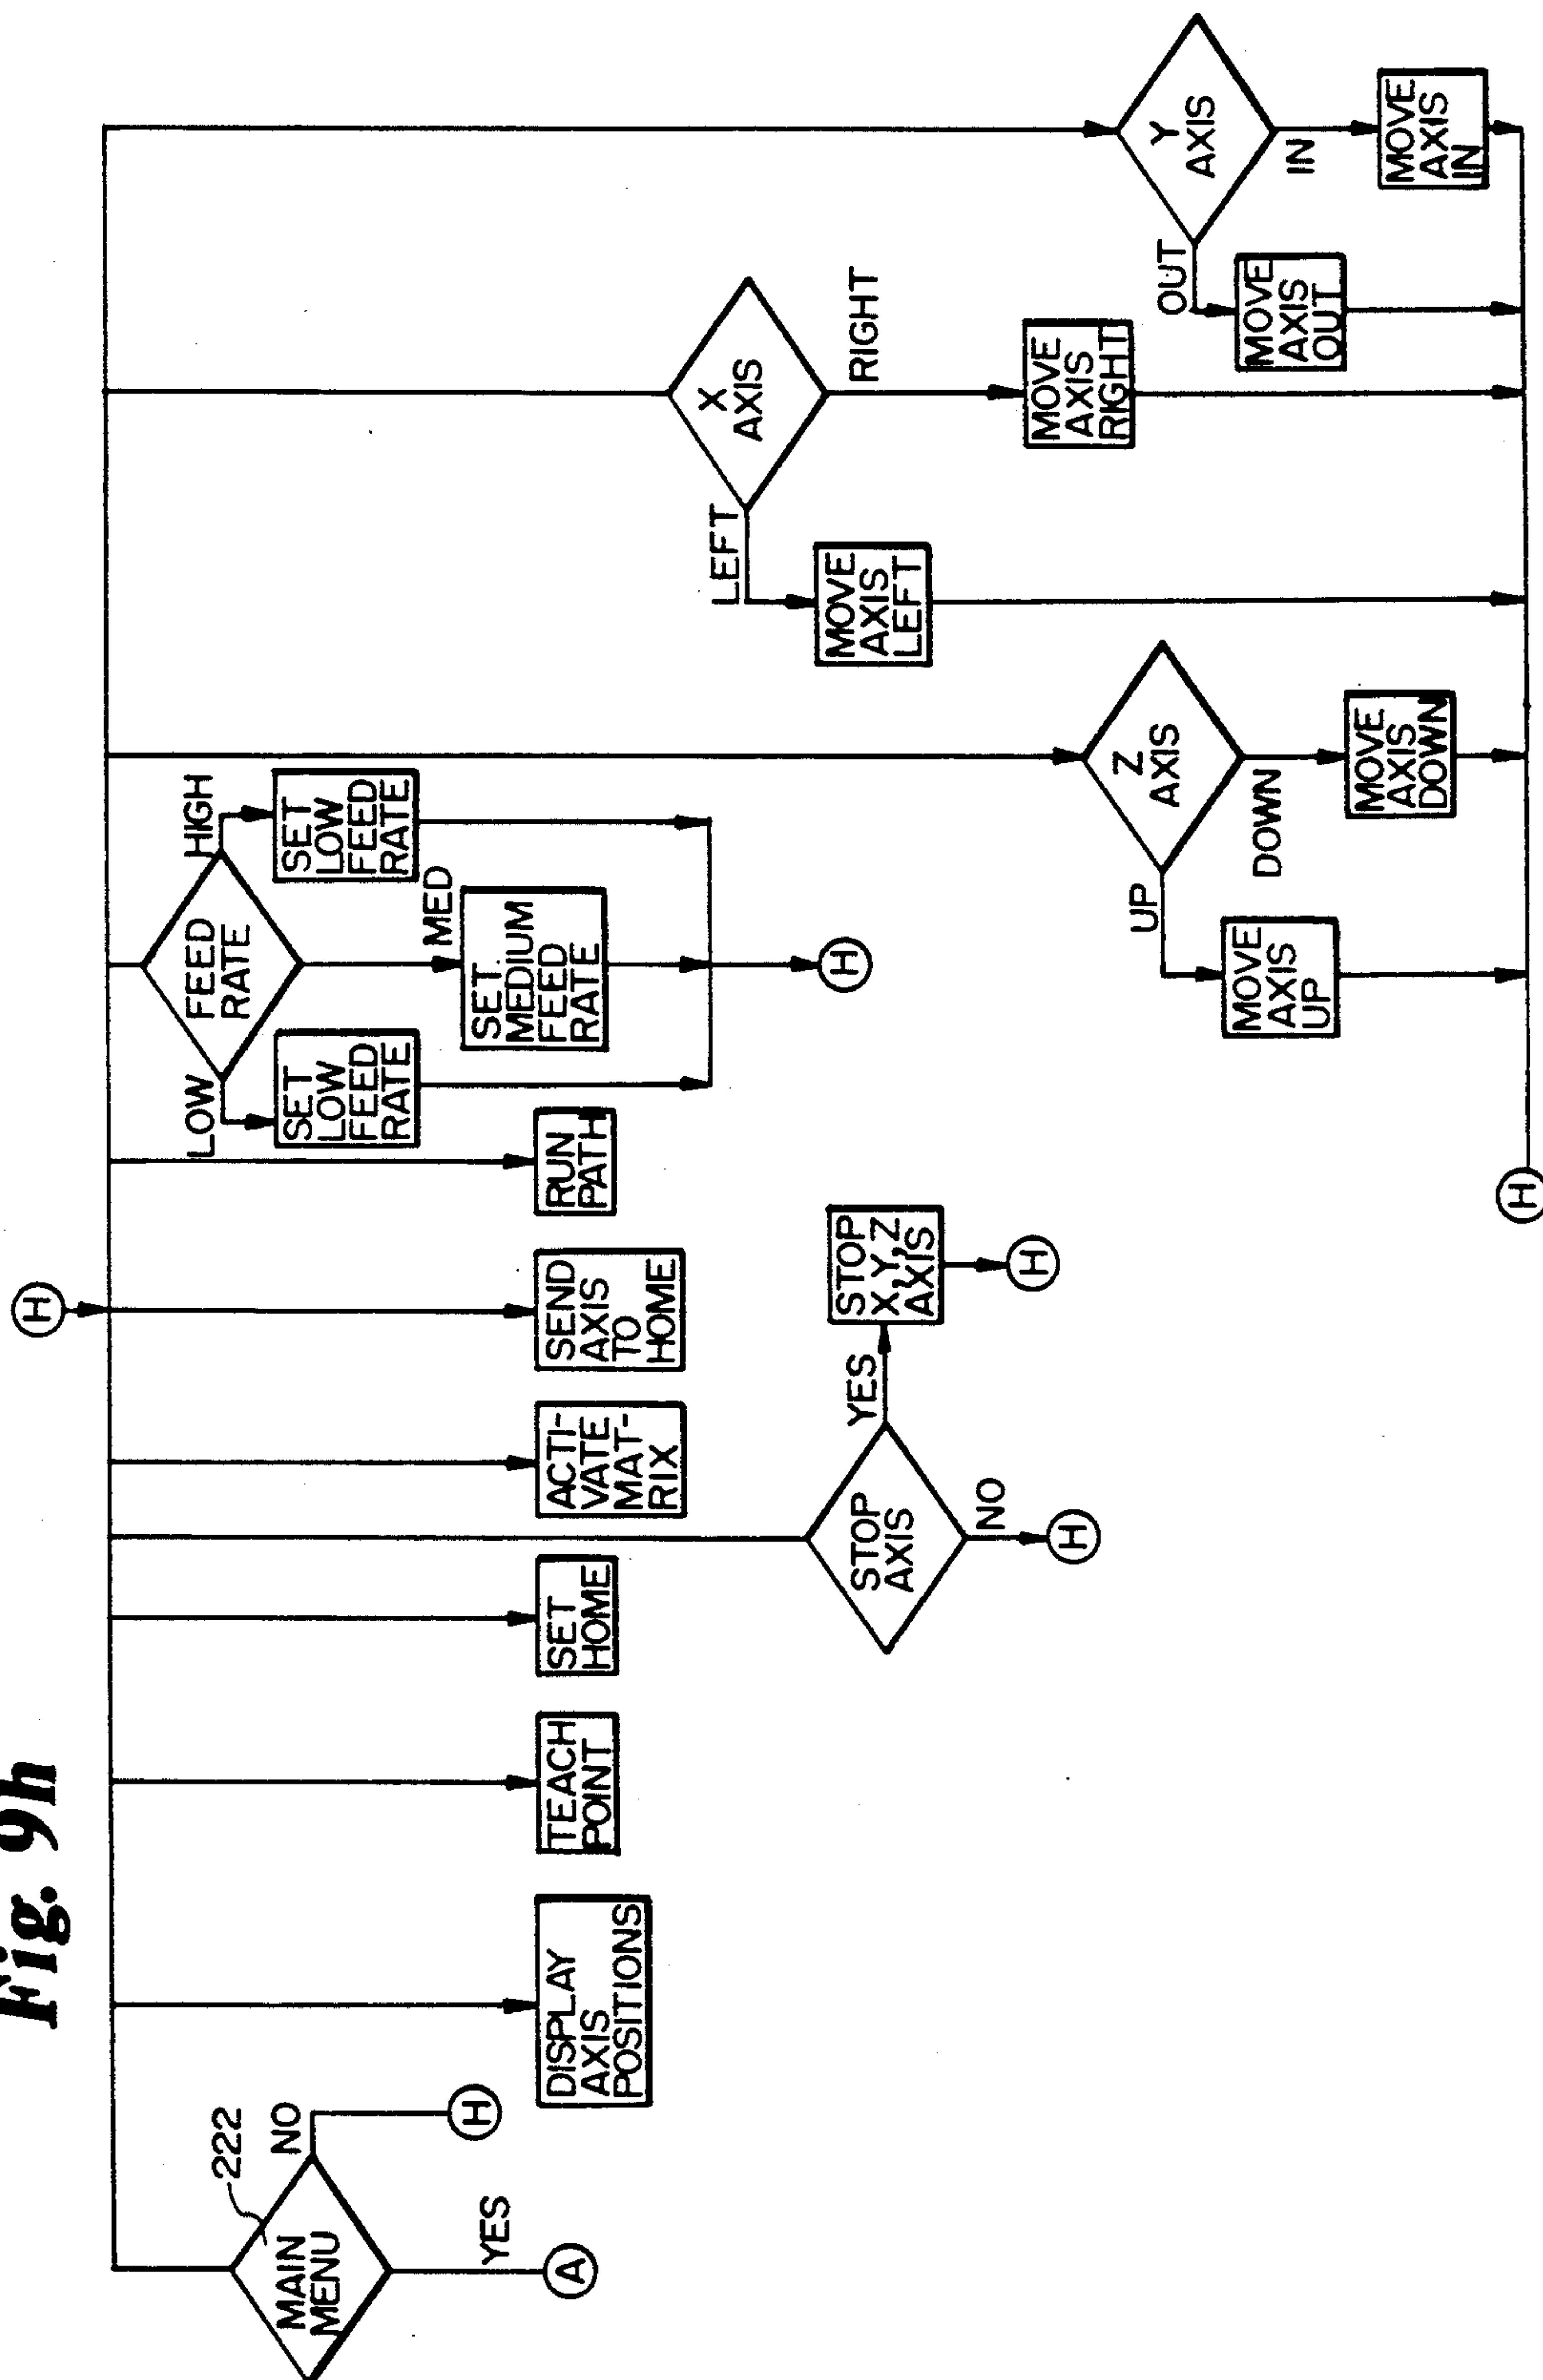 Fig. 9h
H
MAIN
MENU
222
NO
H
YES
A
DISPLAY
AXIS
POSITIONS
TEACH
POINT
SET
HOME
STOP
AXIS
YES
STOP
X,Y,Z
AXIS
H
NO
H
ACTI-
VATE
MAT-
RIX
SEND
AXIS
TO
HOME
RUN
PATH
FEED
RATE
LOW
SET
LOW
FEED
RATE
MED
SET
MEDIUM
FEED
RATE
HIGH
SET
LOW
FEED
RATE
H
Z
AXIS
UP
MOVE
AXIS
UP
DOWN
MOVE
AXIS
DOWN
X
AXIS
LEFT
MOVE
AXIS
LEFT
RIGHT
MOVE
AXIS
RIGHT
Y
AXIS
OUT
MOVE
AXIS
OUT
IN
MOVE
AXIS
IN
H